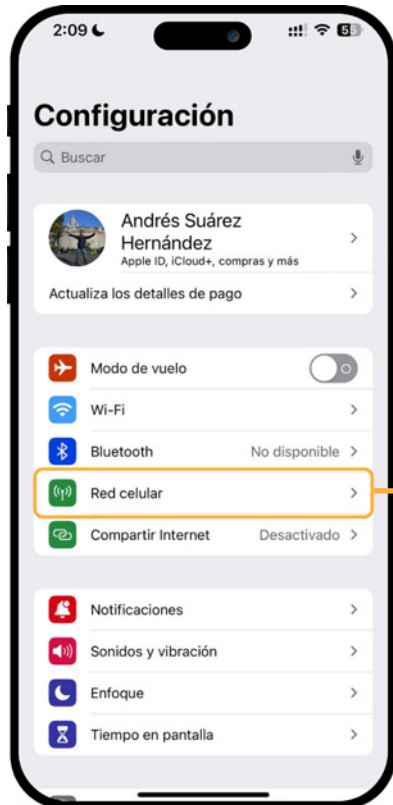 2:09
55
Configuración
Buscar
Andrés Suárez
Hernández
Apple ID, iCloud+, compras y más
Actualiza los detalles de pago
Modo de vuelo
Wi-Fi
Bluetooth No disponible
Red celular
Compartir Internet Desactivado
Notificaciones
Sonidos y vibración
Enfoque
Tiempo en pantalla